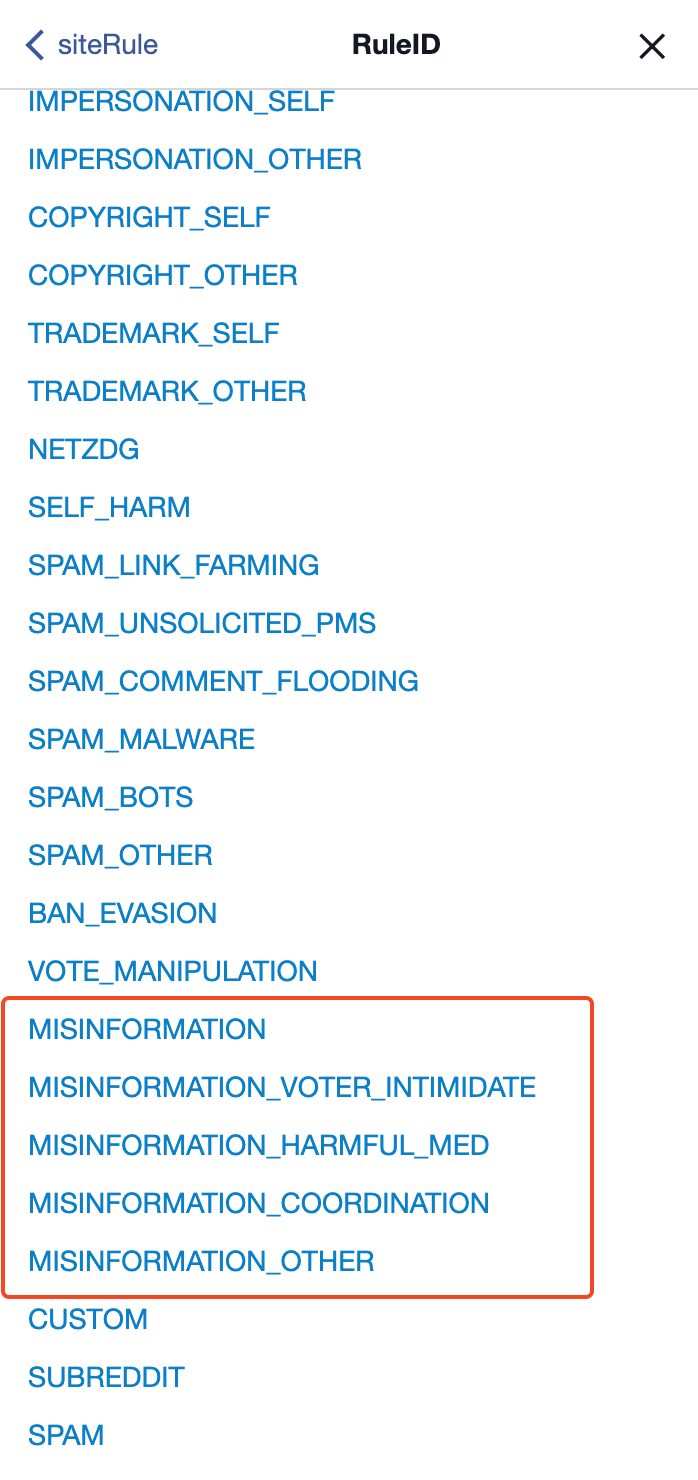 siteRule
RuleID
IMPERSONATION_SELF
IMPERSONATION_OTHER
COPYRIGHT_SELF
COPYRIGHT_OTHER
TRADEMARK_SELF
TRADEMARK_OTHER
NETZDG
SELF_HARM
SPAM_LINK_FARMING
SPAM_UNSOLICITED_PMS
SPAM_COMMENT_FLOODING
SPAM_MALWARE
SPAM_BOTS
SPAM_OTHER
BAN_EVASION
VOTE_MANIPULATION
MISINFORMATION
MISINFORMATION_VOTER_INTIMIDATE
MISINFORMATION_HARMFUL_MED
MISINFORMATION_COORDINATION
MISINFORMATION_OTHER
CUSTOM
SUBREDDIT
SPAM